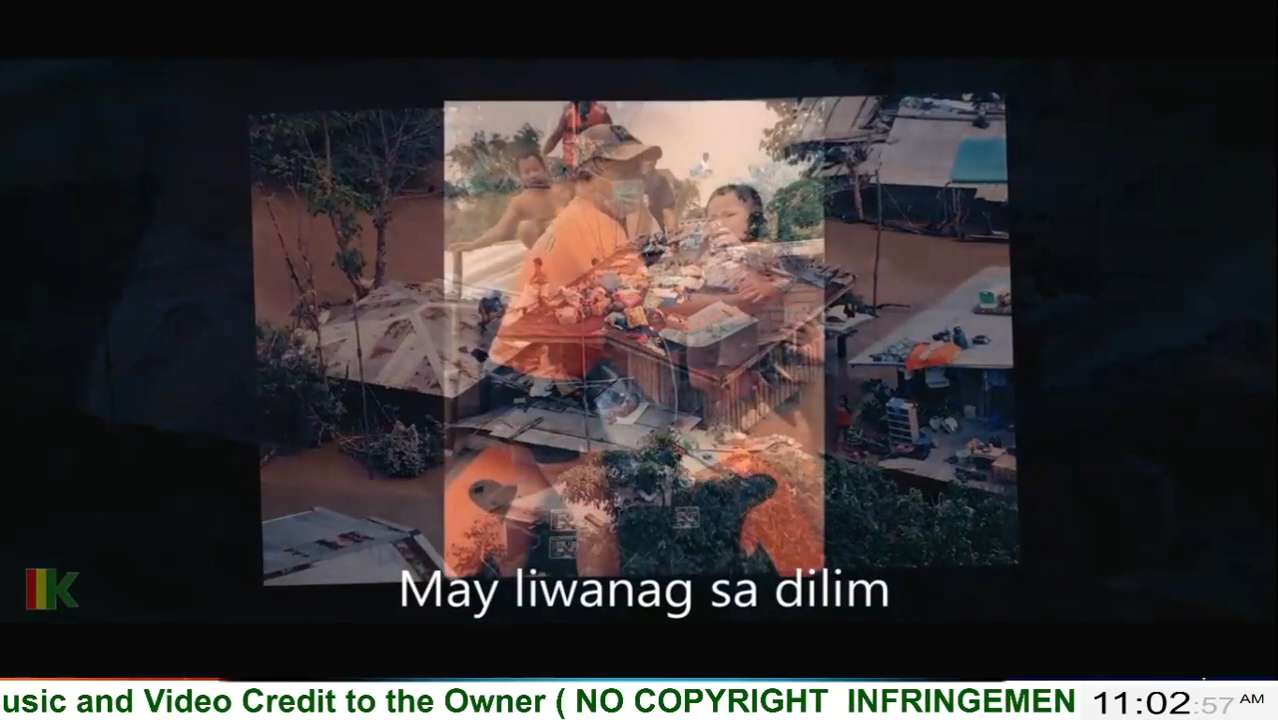 K
May liwanag sa dilim
usic and Video Credit to the Owner ( NO COPYRIGHT INFRINGEMEN
11:02:57 AM